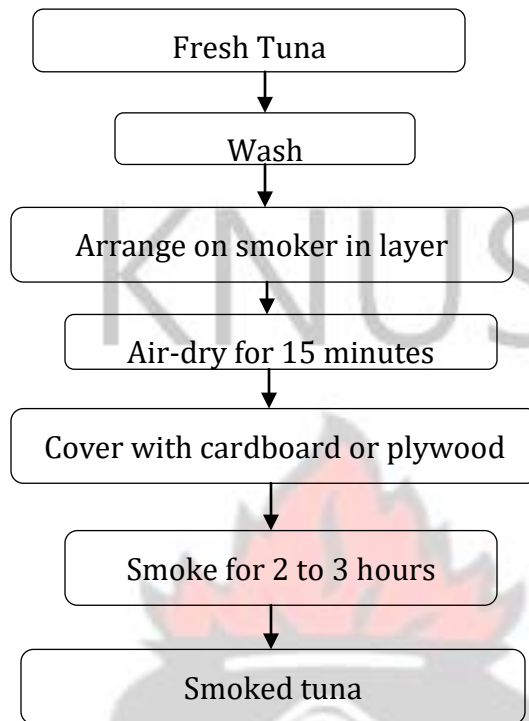 Fresh Tuna
Wash
KNUS
Arrange on smoker in layer
Air-dry for 15 minutes
Cover with cardboard or plywood
Smoke for 2 to 3 hours
Smoked tuna